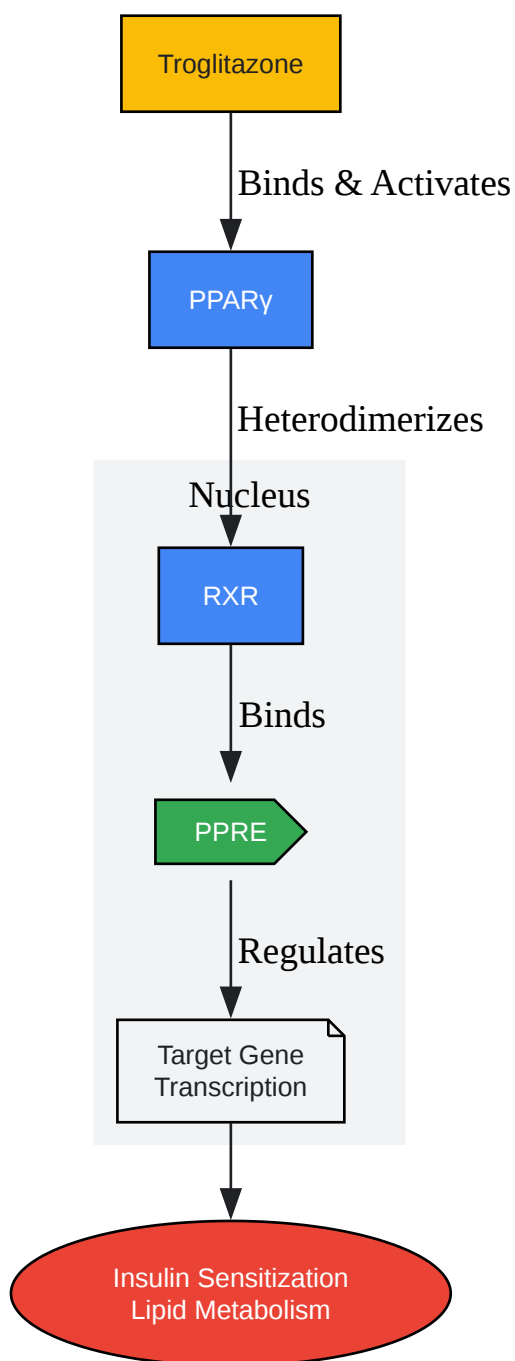 Troglitazone
Binds & Activates
PPARγ
Heterodimerizes
Nucleus
RXR
Binds
PPRE
Regulates
Target Gene
Transcription
Insulin Sensitization
Lipid Metabolism